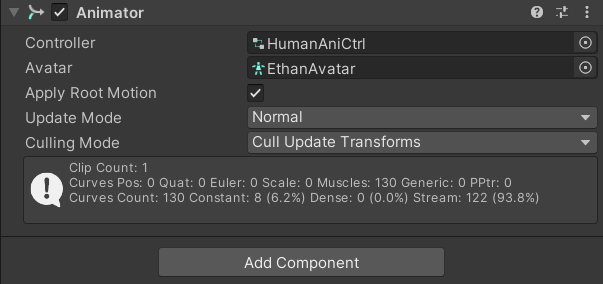 Animator
Controller HumanAniCtrl
Avatar EthanAvatar
Apply Root Motion
Update Mode Normal
Culling Mode Cull Update Transforms
Clip Count: 1
Curves Pos: 0 Quat: 0 Euler: 0 Scale: 0 Muscles: 130 Generic: 0 PPtr: 0
Curves Count: 130 Constant: 8 (6.2%) Dense: 0 (0.0%) Stream: 122 (93.8%)
Add Component